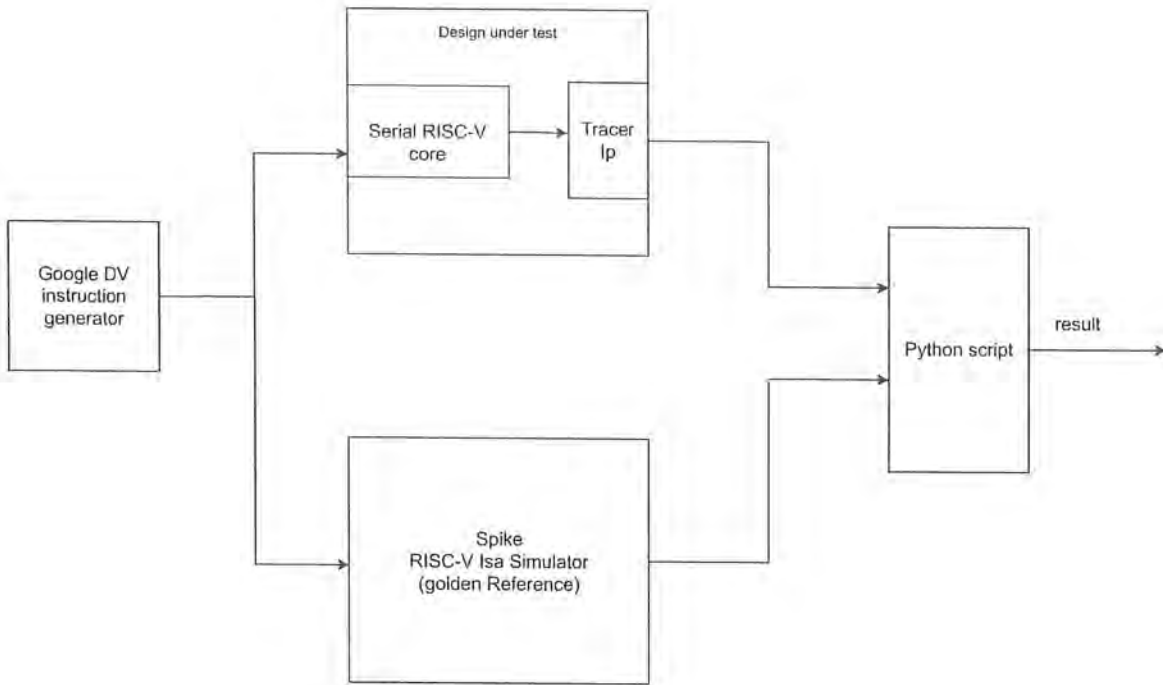 Design under test
Serial RISC-V
core
Tracer
Ip
Google DV
instruction
generator
result
Python script
Spike
RISC-V Isa Simulator
(golden Reference)